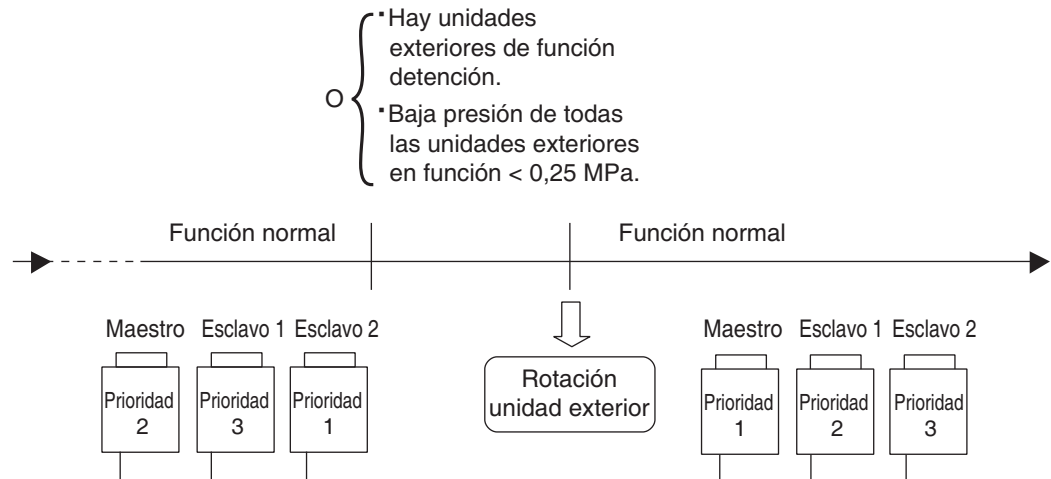 ▪Hay unidades
exteriores de función
detención.
O
▪Baja presión de todas
las unidades exteriores
en función < 0,25 MPa.
Función normal
Función normal
Maestro Esclavo 1 Esclavo 2
Prioridad 2
Prioridad 3
Prioridad 1
Rotación
unidad exterior
Maestro Esclavo 1 Esclavo 2
Prioridad 1
Prioridad 2
Prioridad 3